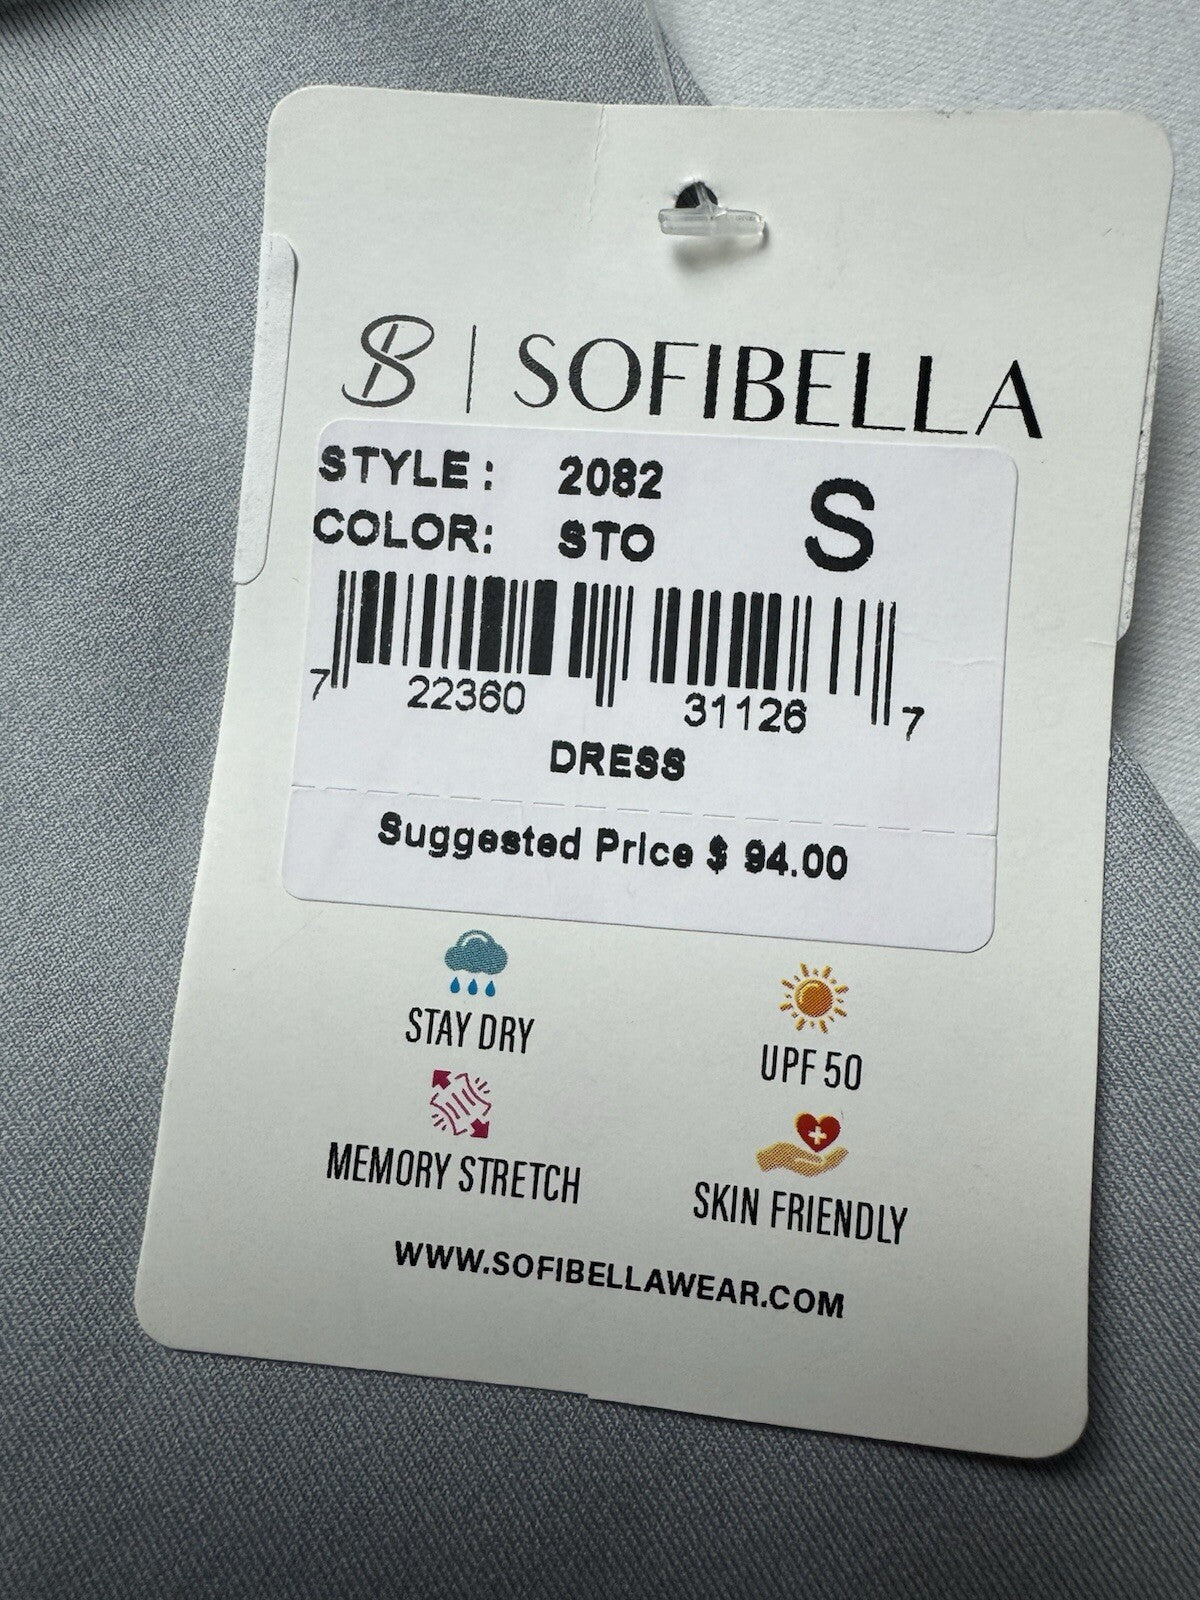 SB | SOFIBELLA
STYLE: 2082
COLOR: STO
S
7 22360 31126 7
DRESS
Suggested Price $ 94.00
STAY DRY
UPF 50
MEMORY STRETCH
SKIN FRIENDLY
WWW.SOFIBELLAWEAR.COM